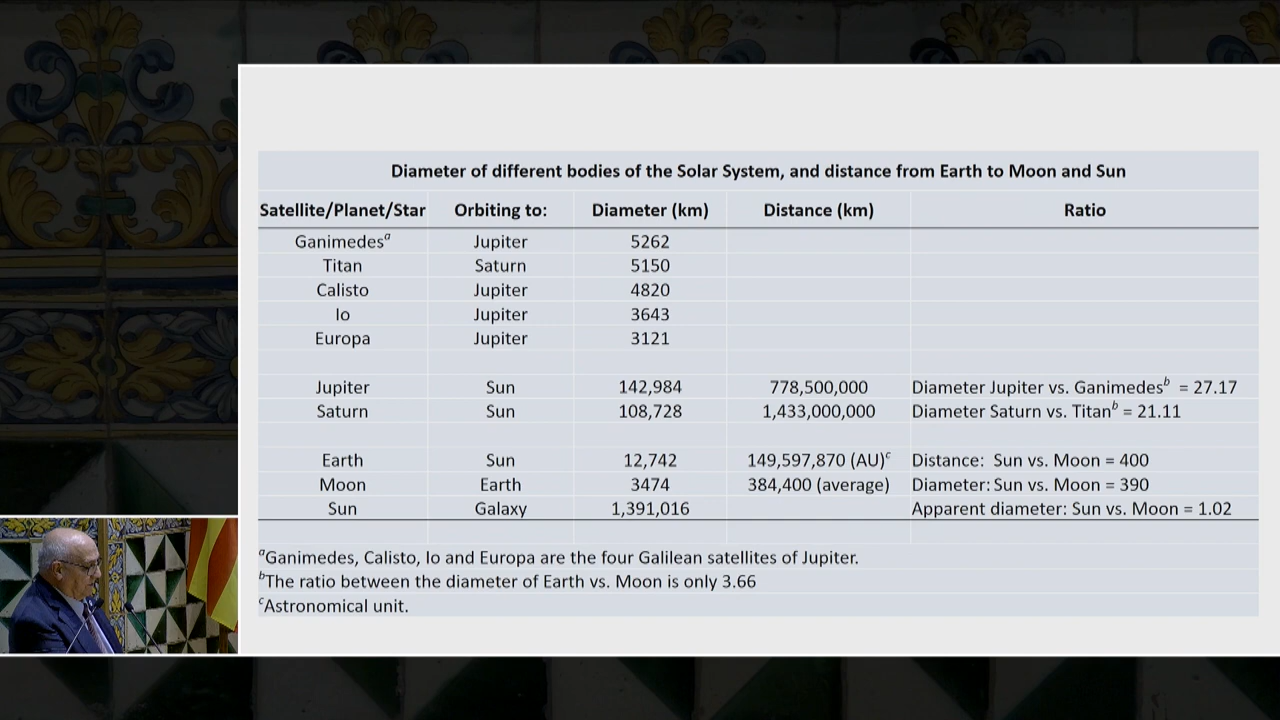 Diameter of different bodies of the Solar System, and distance from Earth to Moon and Sun
Satellite/Planet/Star Orbiting to: Diameter (km) Distance (km) Ratio
Ganimedesᵃ Jupiter 5262
Titan Saturn 5150
Calisto Jupiter 4820
Io Jupiter 3643
Europa Jupiter 3121
Jupiter Sun 142,984 778,500,000 Diameter Jupiter vs. Ganimedesᵇ = 27.17
Saturn Sun 108,728 1,433,000,000 Diameter Saturn vs. Titanᵇ = 21.11
Earth Sun 12,742 149,597,870 (AU)ᶜ Distance: Sun vs. Moon = 400
Moon Earth 3474 384,400 (average) Diameter: Sun vs. Moon = 390
Sun Galaxy 1,391,016 Apparent diameter: Sun vs. Moon = 1.02
ᵃGanimedes, Calisto, Io and Europa are the four Galilean satellites of Jupiter.
ᵇThe ratio between the diameter of Earth vs. Moon is only 3.66
ᶜAstronomical unit.